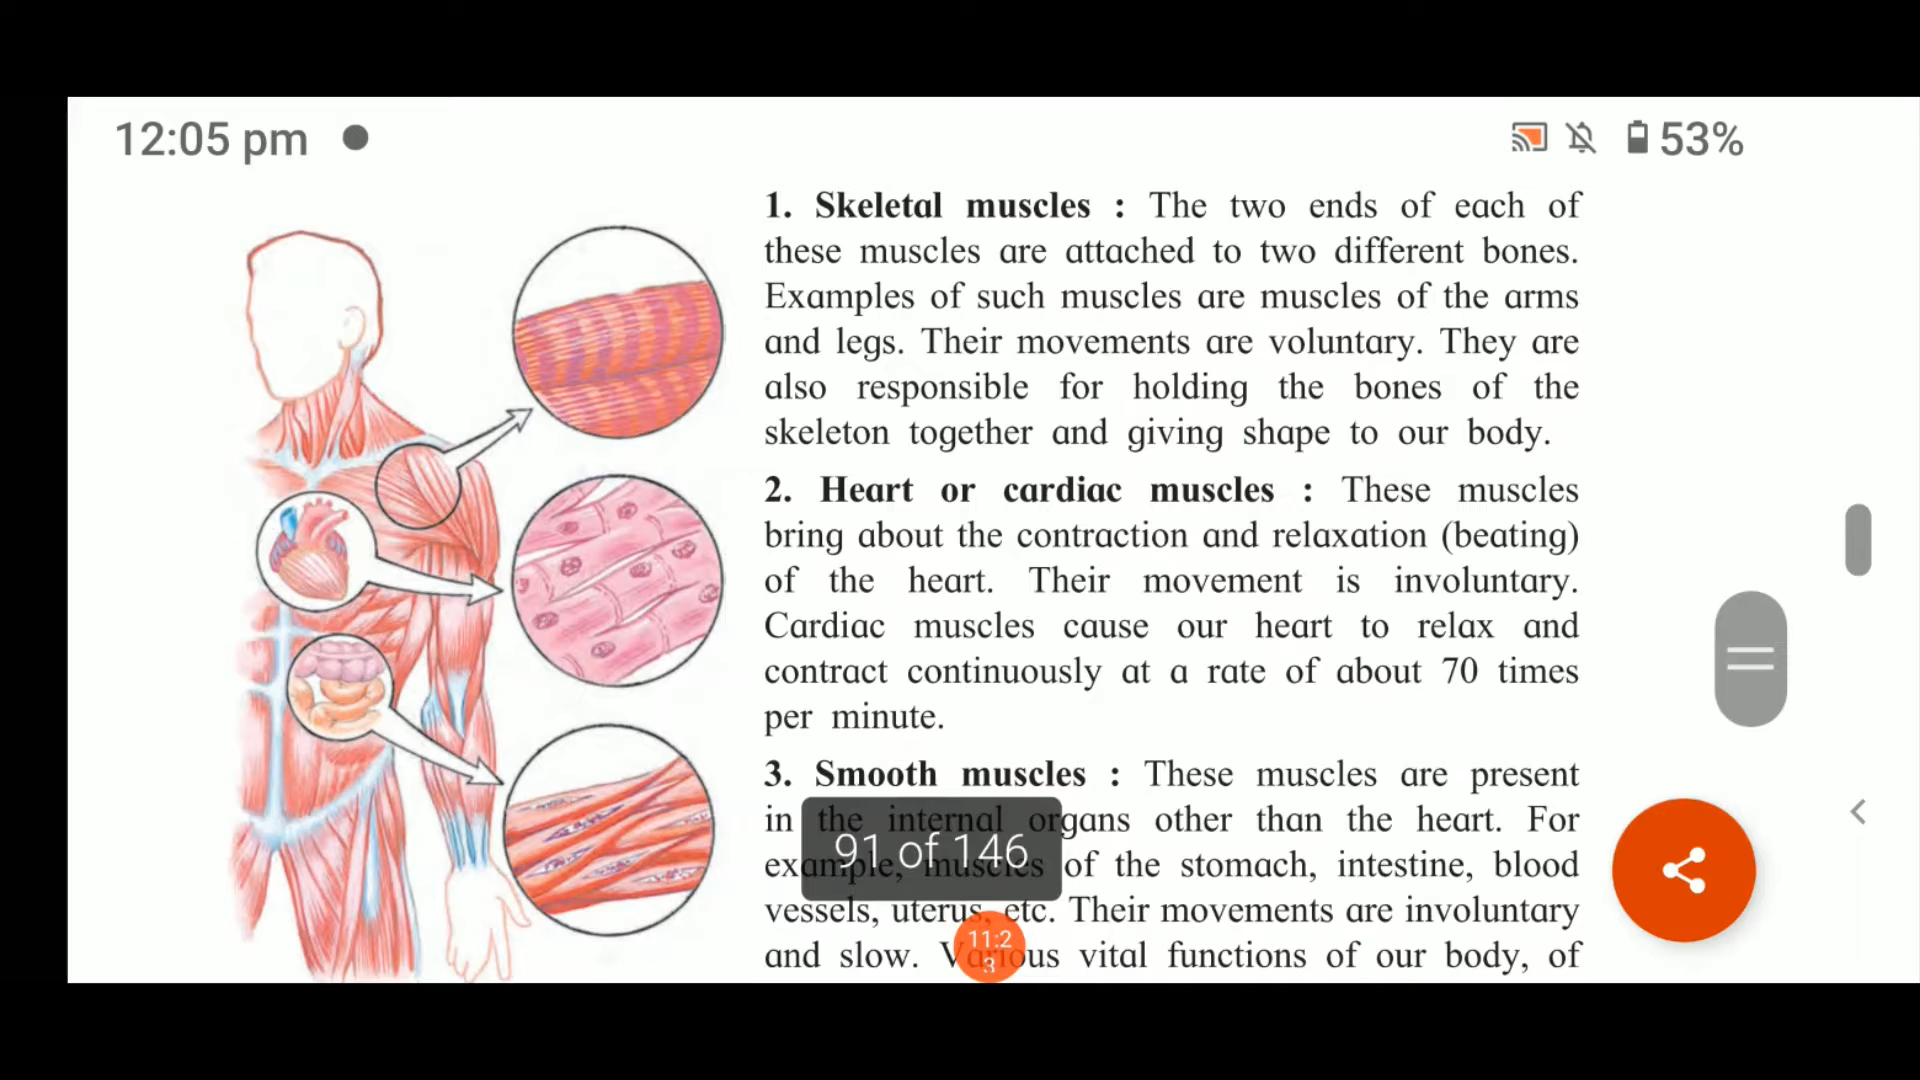 12:05 pm
53%
1. Skeletal muscles : The two ends of each of
these muscles are attached to two different bones.
Examples of such muscles are muscles of the arms
and legs. Their movements are voluntary. They are
also responsible for holding the bones of the
skeleton together and giving shape to our body.
2. Heart or cardiac muscles : These muscles
bring about the contraction and relaxation (beating)
of the heart. Their movement is involuntary.
Cardiac muscles cause our heart to relax and
contract continuously at a rate of about 70 times
per minute.
3. Smooth muscles : These muscles are present
in the internal organs other than the heart. For
example, muscles of the stomach, intestine, blood
91 of 146
vessels, uterus, etc. Their movements are involuntary
and slow. Various vital functions of our body, of
11:2
3